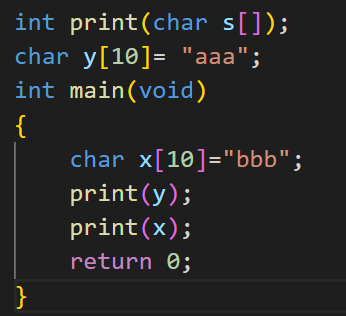 int print(char s[]);
char y[10]= "aaa";
int main(void)
{
    char x[10]="bbb";
    print(y);
    print(x);
    return 0;
}